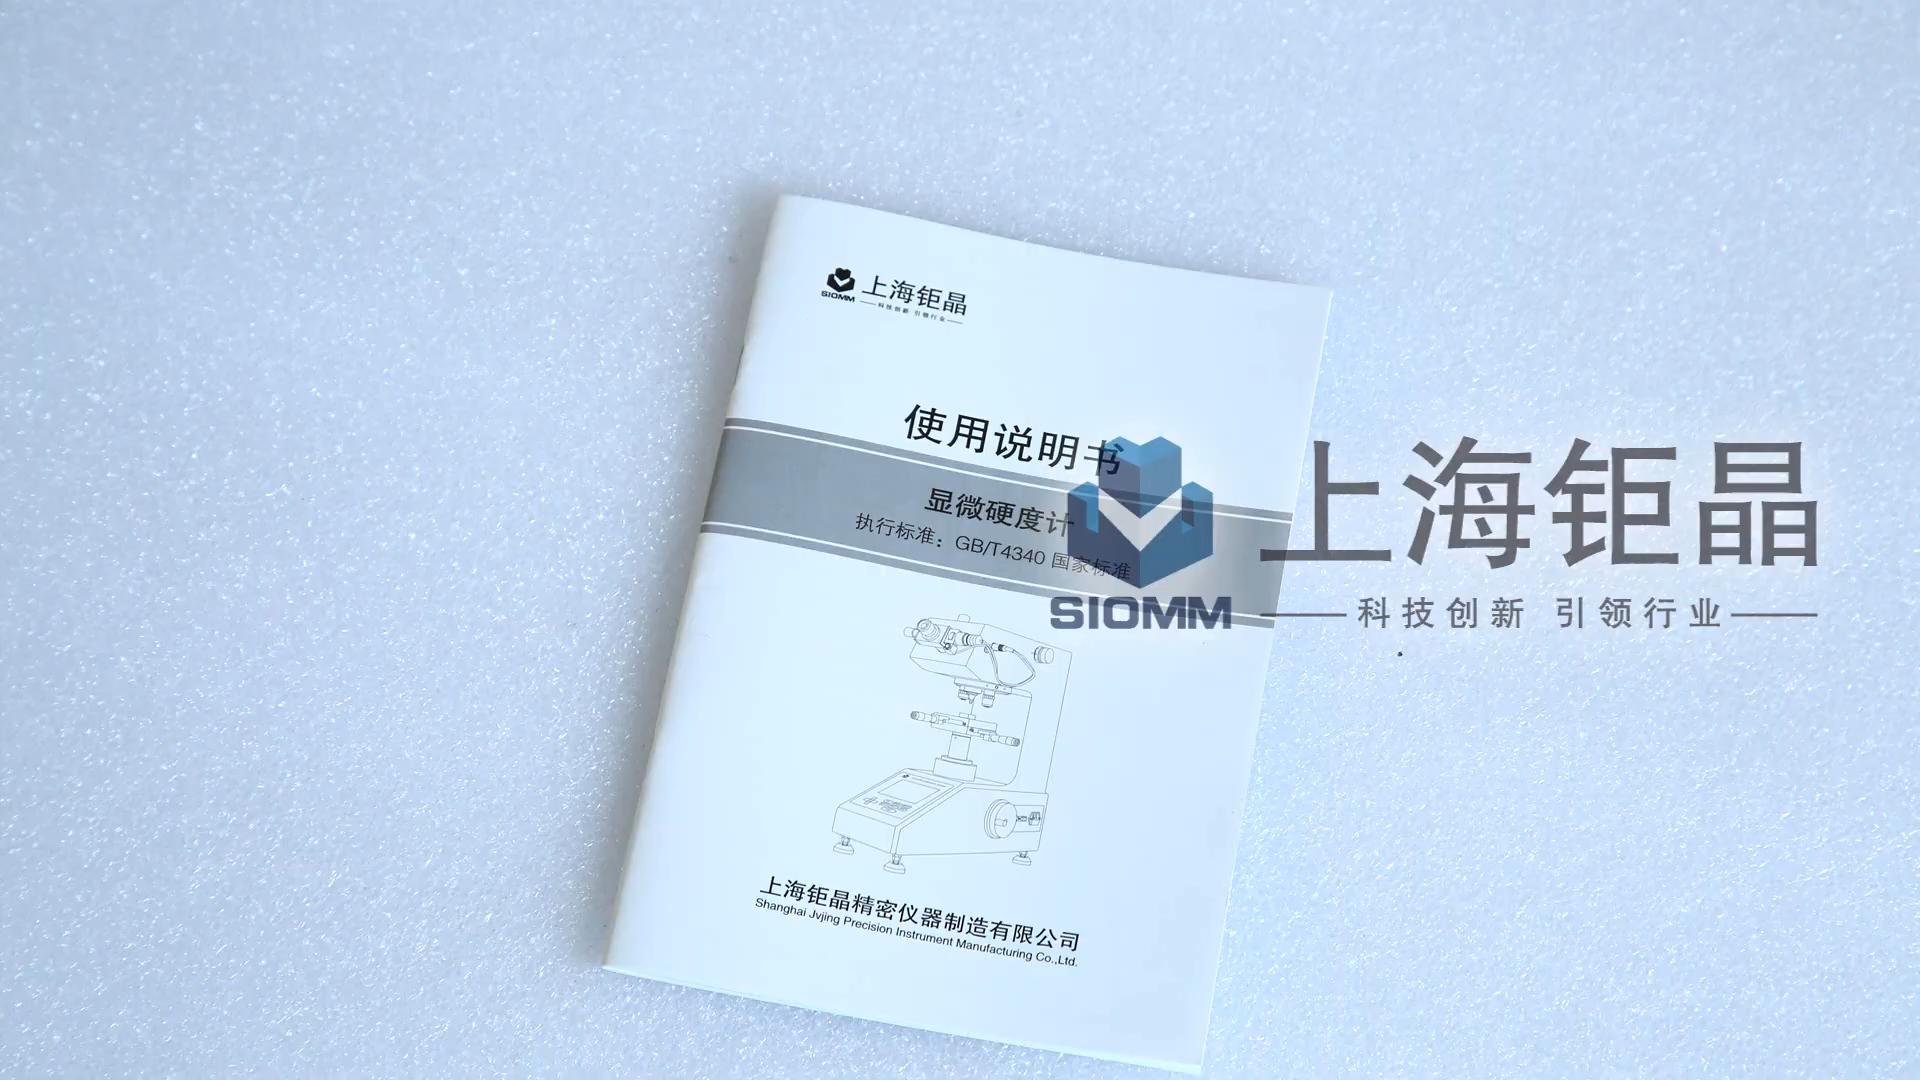 SIOMM
上海钜晶
科技创新 引领行业
使用说明书
显微硬度计
执行标准：GB/T4340 国家标准
上海钜晶精密仪器制造有限公司
Shanghai Jvjing Precision Instrument Manufacturing Co.,Ltd.
上海钜晶
SIOMM
科技创新 引领行业